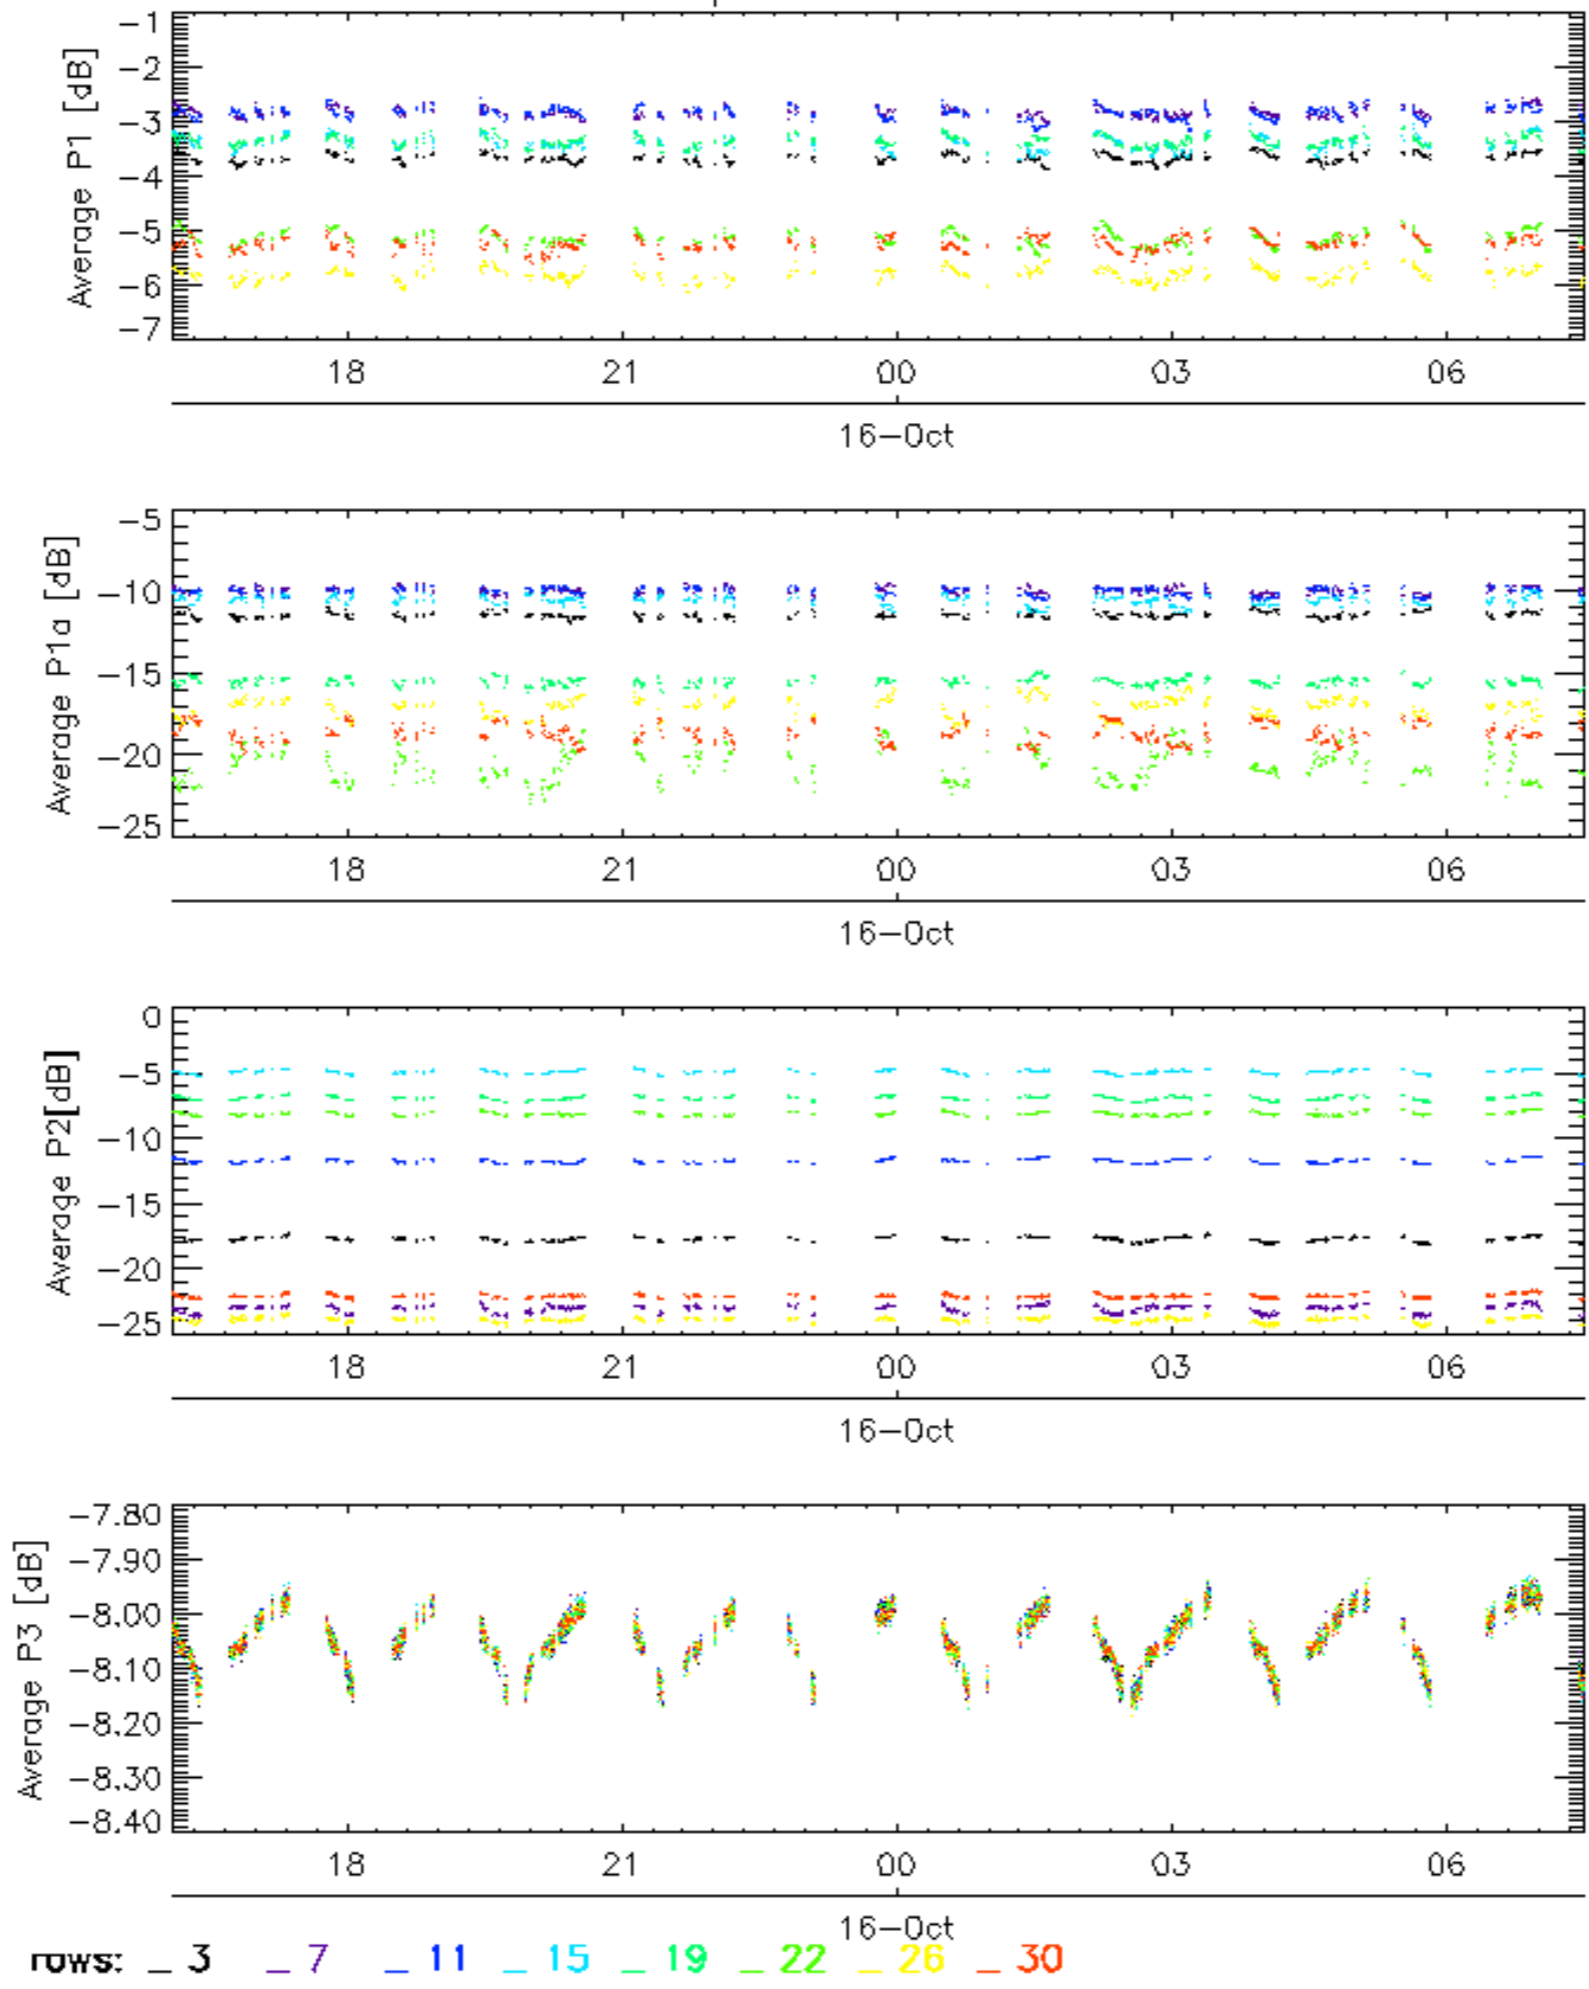 Average P1 [dB]
-1
-2
-3
-4
-5
-6
-7
18 21 00 03 06
16-Oct
Average P1a [dB]
-5
-10
-15
-20
-25
18 21 00 03 06
16-Oct
Average P2[dB]
0
-5
-10
-15
-20
-25
18 21 00 03 06
16-Oct
Average P3 [dB]
-7.80
-7.90
-8.00
-8.10
-8.20
-8.30
-8.40
18 21 00 03 06
16-Oct
rows: _ 3 _ 7 _ 11 _ 15 _ 19 _ 22 _ 26 _ 30